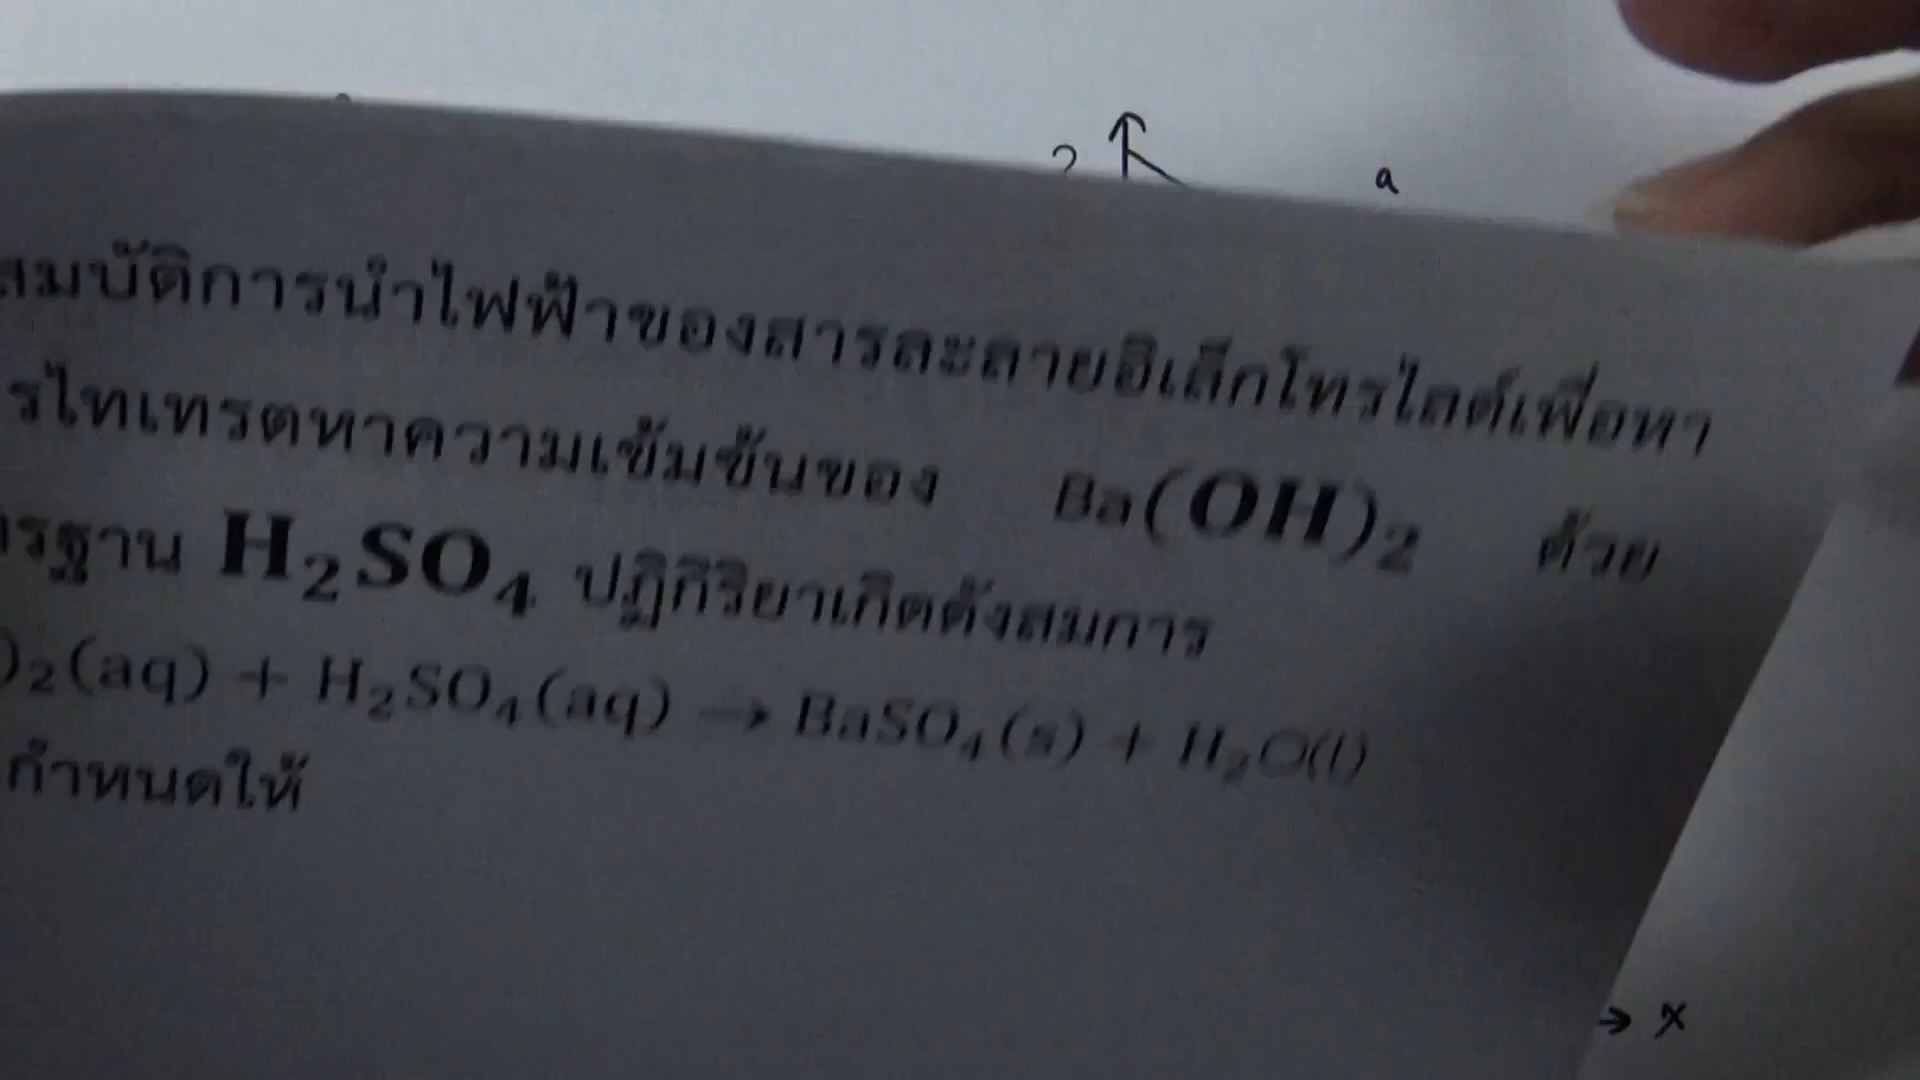 a
สมบัติการนำไฟฟ้าของสารละลายอิเล็กโทรไลต์เพื่อหา
รไทเทรตหาความเข้มข้นของ Ba(OH)₂ ด้วย
ารฐาน H₂SO₄ ปฏิกิริยาเกิดดังสมการ
)₂(aq) + H₂SO₄(aq) → BaSO₄(s) + H₂O(l)
กำหนดให้
→ x